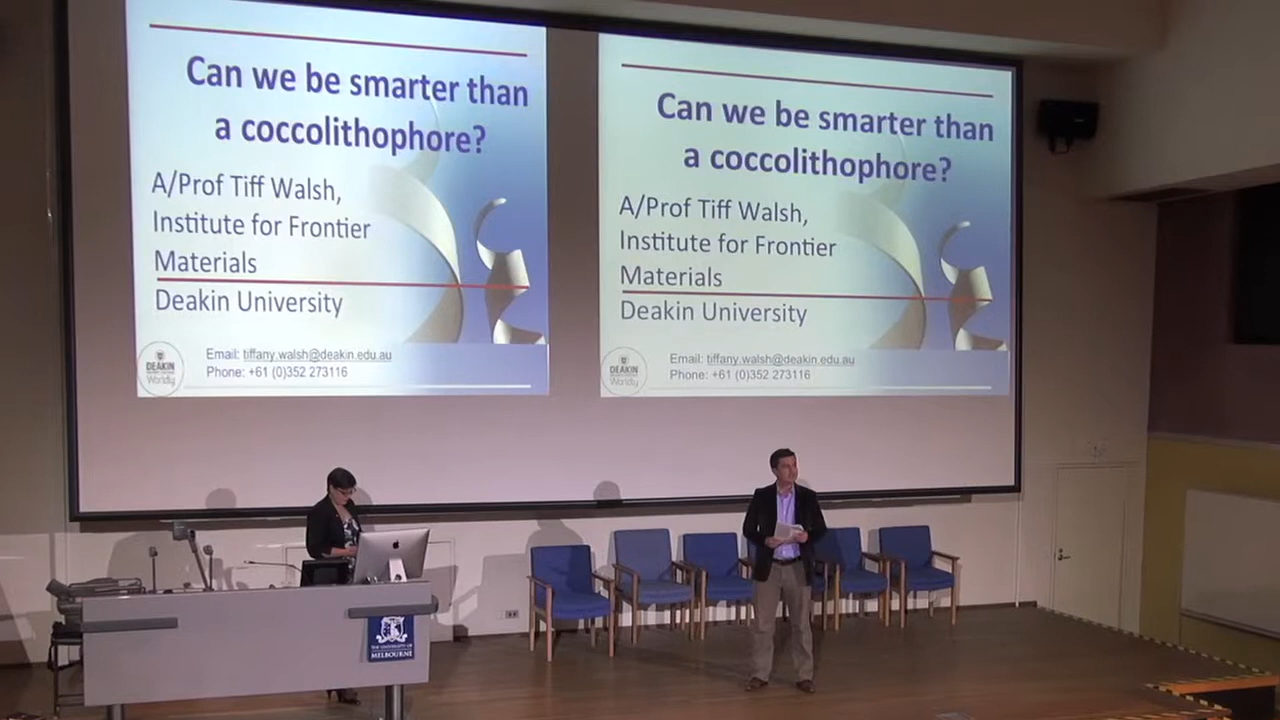 Can we be smarter than
a coccolithophore?
A/Prof Tiff Walsh,
Institute for Frontier
Materials
Deakin University
DEAKIN
Worldly
Email: tiffany.walsh@deakin.edu.au
Phone: +61 (0)352 273116
Can we be smarter than
a coccolithophore?
A/Prof Tiff Walsh,
Institute for Frontier
Materials
Deakin University
DEAKIN
Worldly
Email: tiffany.walsh@deakin.edu.au
Phone: +61 (0)352 273116
THE UNIVERSITY OF
MELBOURNE